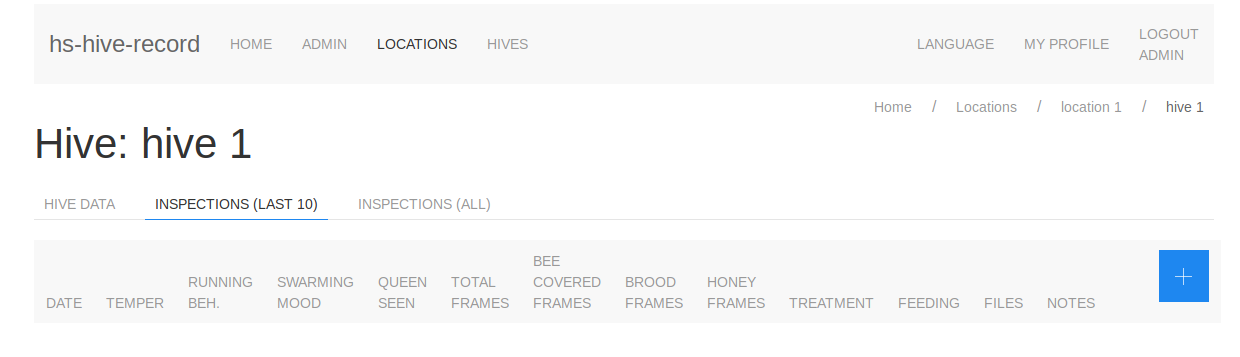 hs-hive-record HOME ADMIN LOCATIONS HIVES LANGUAGE MY PROFILE LOGOUT ADMIN
Home / Locations / location 1 / hive 1
Hive: hive 1
HIVE DATA INSPECTIONS (LAST 10) INSPECTIONS (ALL)
DATE TEMPER RUNNING BEH. SWARMING MOOD QUEEN SEEN TOTAL FRAMES BEE COVERED FRAMES BROOD FRAMES HONEY FRAMES TREATMENT FEEDING FILES NOTES +